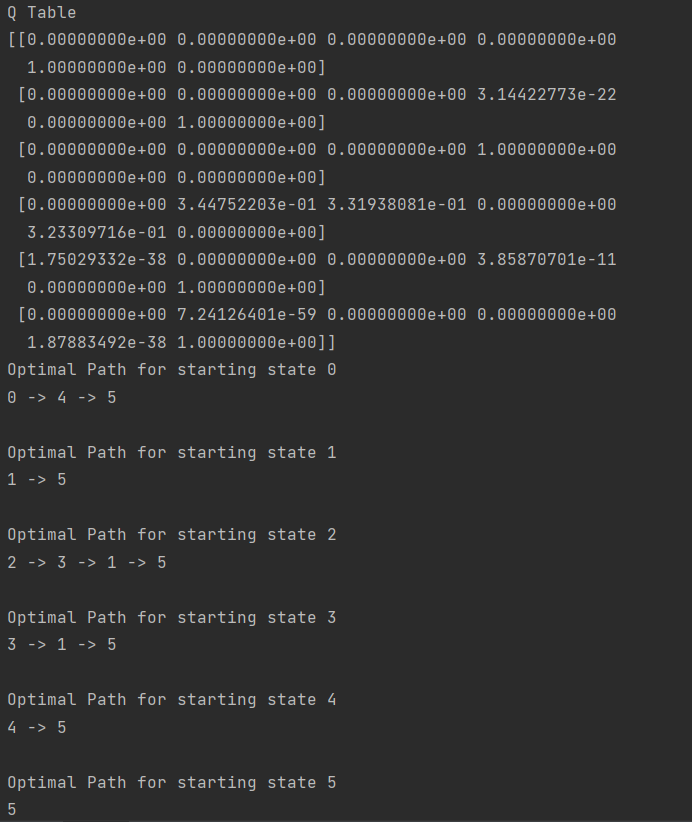 Q Table
[[0.00000000e+00 0.00000000e+00 0.00000000e+00 0.00000000e+00
  1.00000000e+00 0.00000000e+00]
 [0.00000000e+00 0.00000000e+00 0.00000000e+00 3.14422773e-22
  0.00000000e+00 1.00000000e+00]
 [0.00000000e+00 0.00000000e+00 0.00000000e+00 1.00000000e+00
  0.00000000e+00 0.00000000e+00]
 [0.00000000e+00 3.44752203e-01 3.31938081e-01 0.00000000e+00
  3.23309716e-01 0.00000000e+00]
 [1.75029332e-38 0.00000000e+00 0.00000000e+00 3.85870701e-11
  0.00000000e+00 1.00000000e+00]
 [0.00000000e+00 7.24126401e-59 0.00000000e+00 0.00000000e+00
  1.87883492e-38 1.00000000e+00]]
Optimal Path for starting state 0
0 -> 4 -> 5

Optimal Path for starting state 1
1 -> 5

Optimal Path for starting state 2
2 -> 3 -> 1 -> 5

Optimal Path for starting state 3
3 -> 1 -> 5

Optimal Path for starting state 4
4 -> 5

Optimal Path for starting state 5
5